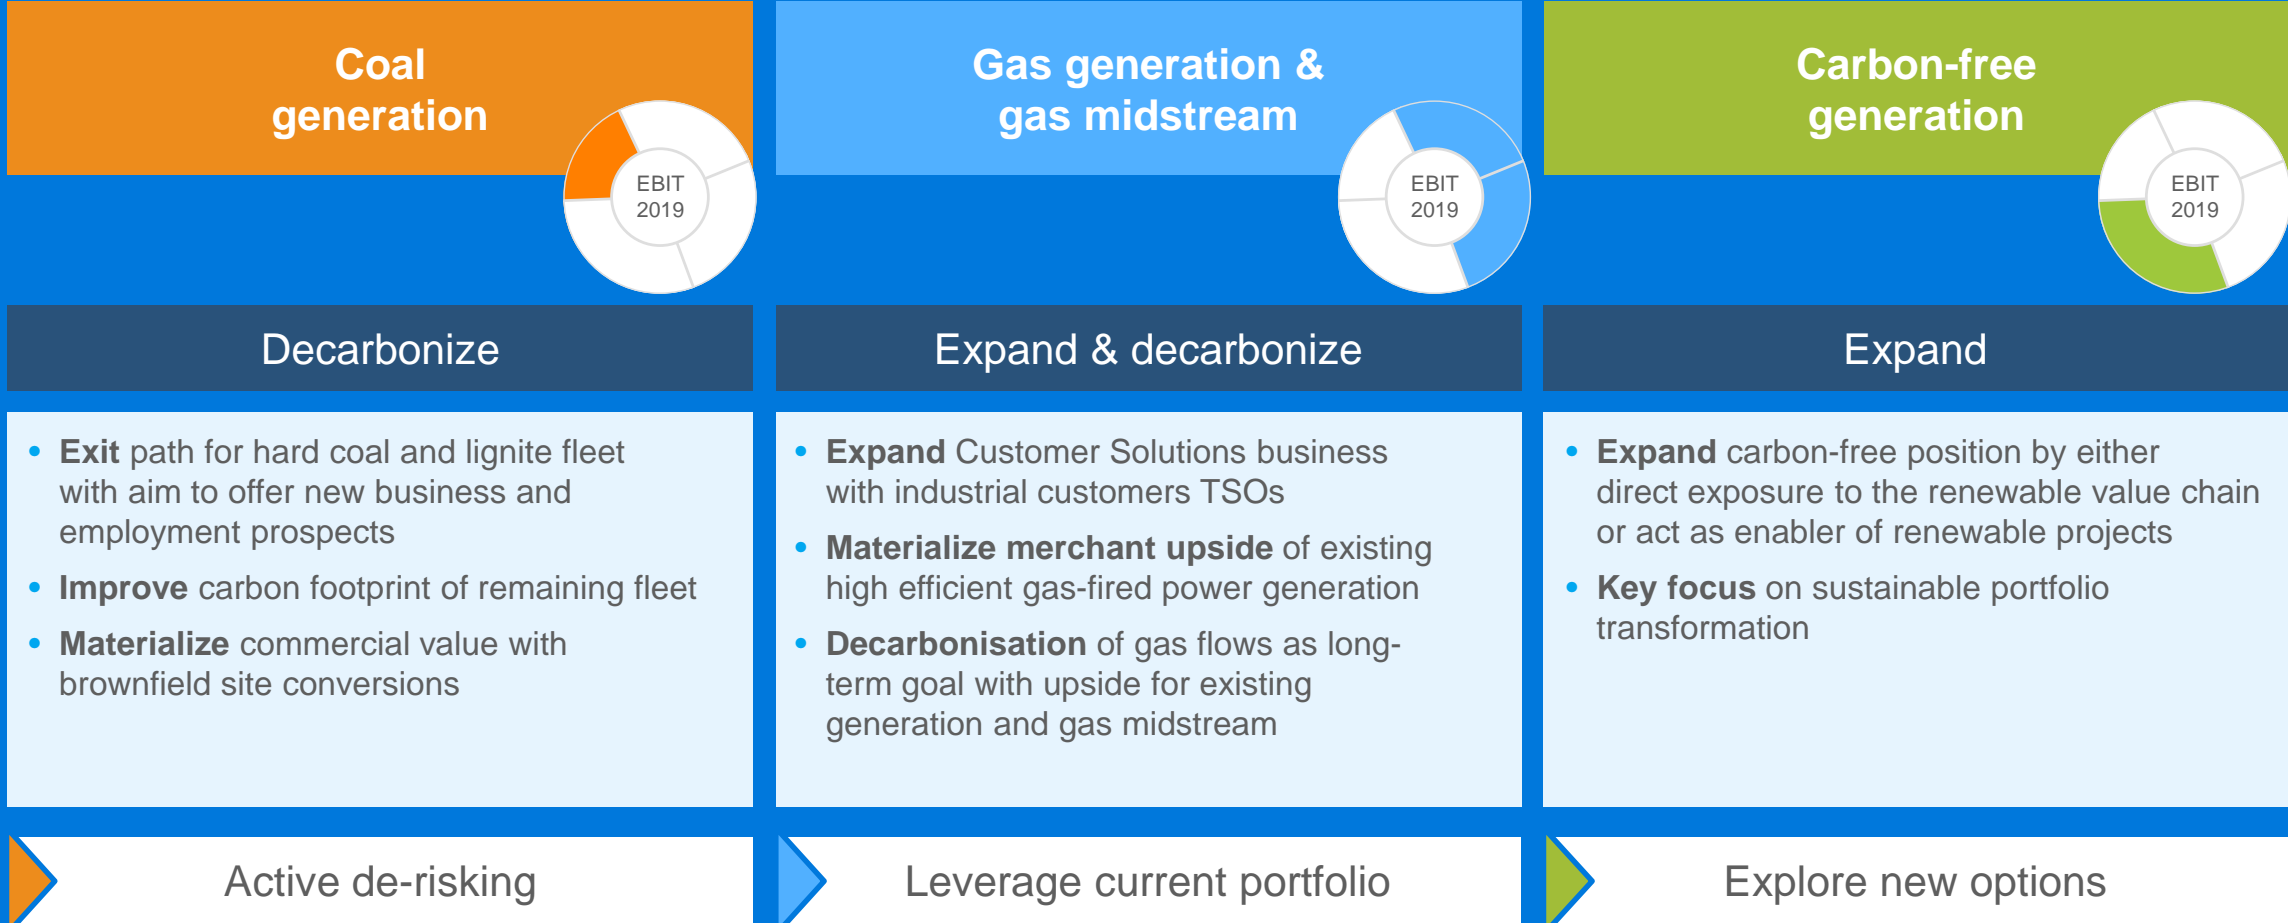 Coal
generation
EBIT
2019
Gas generation &
gas midstream
EBIT
2019
Carbon-free
generation
EBIT
2019
Decarbonize
Expand & decarbonize
Expand
• Exit path for hard coal and lignite fleet
with aim to offer new business and
employment prospects
• Improve carbon footprint of remaining fleet
• Materialize commercial value with
brownfield site conversions
• Expand Customer Solutions business
with industrial customers TSOs
• Materialize merchant upside of existing
high efficient gas-fired power generation
• Decarbonisation of gas flows as long-
term goal with upside for existing
generation and gas midstream
• Expand carbon-free position by either
direct exposure to the renewable value chain
or act as enabler of renewable projects
• Key focus on sustainable portfolio
transformation
Active de-risking
Leverage current portfolio
Explore new options